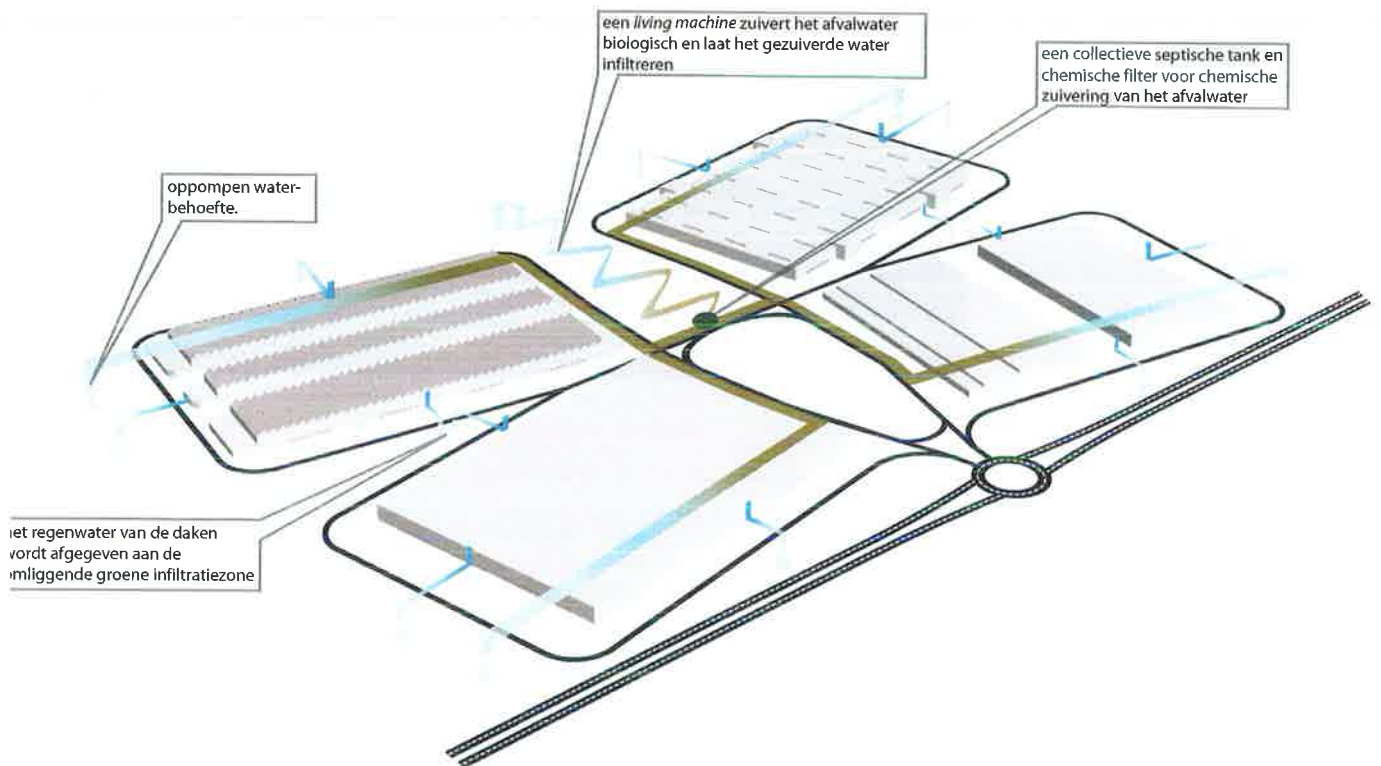 een living machine zuivert het afvalwater
biologisch en laat het gezuiverde water
infiltreren
een collectieve septische tank en
chemische filter voor chemische
zuivering van het afvalwater
oppompen water-
behoefte.
et regenwater van de daken
wordt afgegeven aan de
omliggende groene infiltratiezone